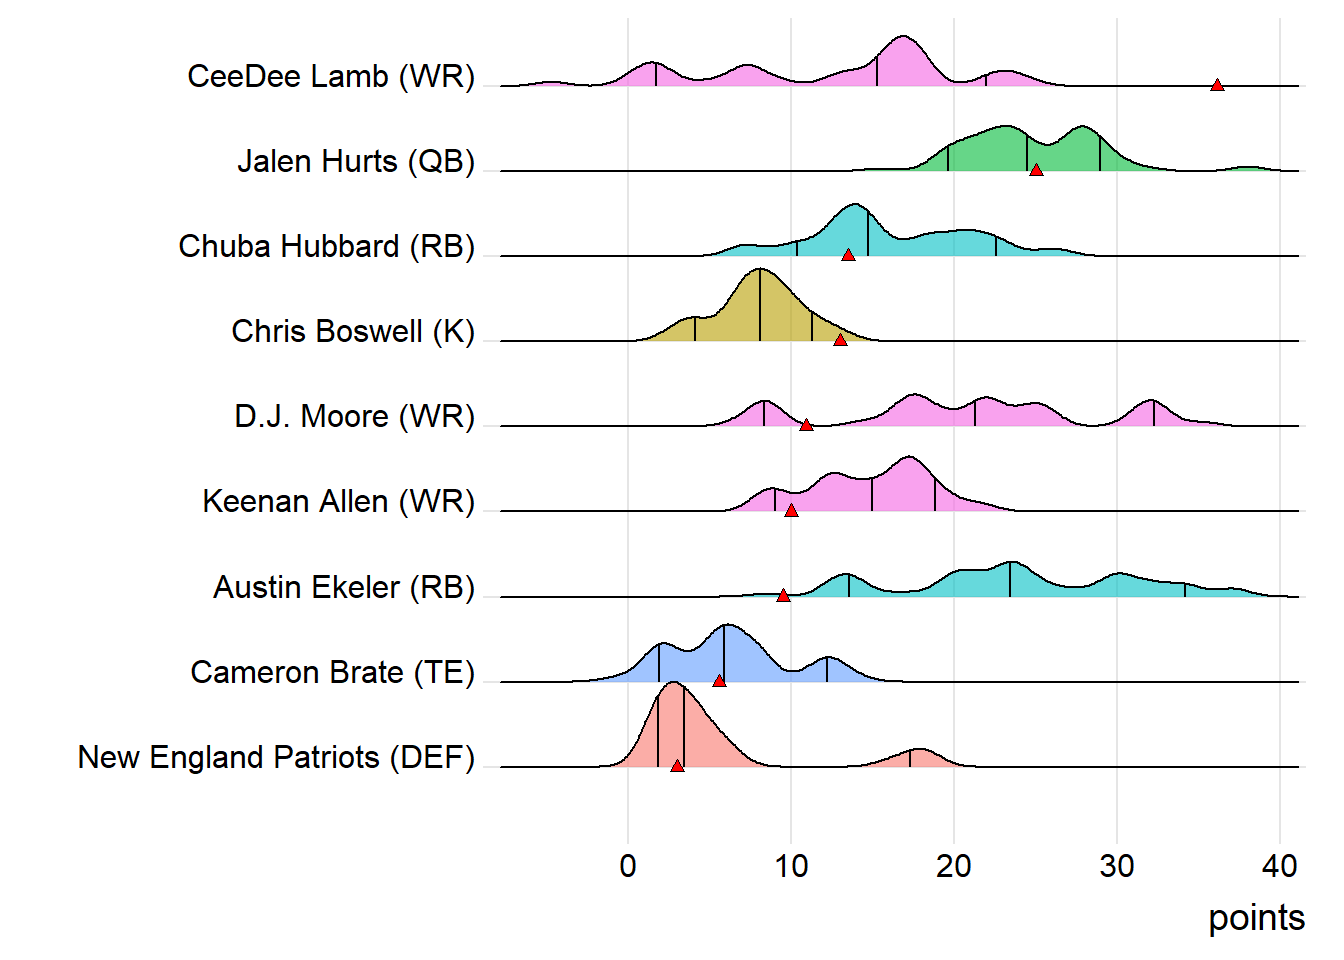 CeeDee Lamb (WR)
Jalen Hurts (QB)
Chuba Hubbard (RB)
Chris Boswell (K)
D.J. Moore (WR)
Keenan Allen (WR)
Austin Ekeler (RB)
Cameron Brate (TE)
New England Patriots (DEF)
0 10 20 30 40
points